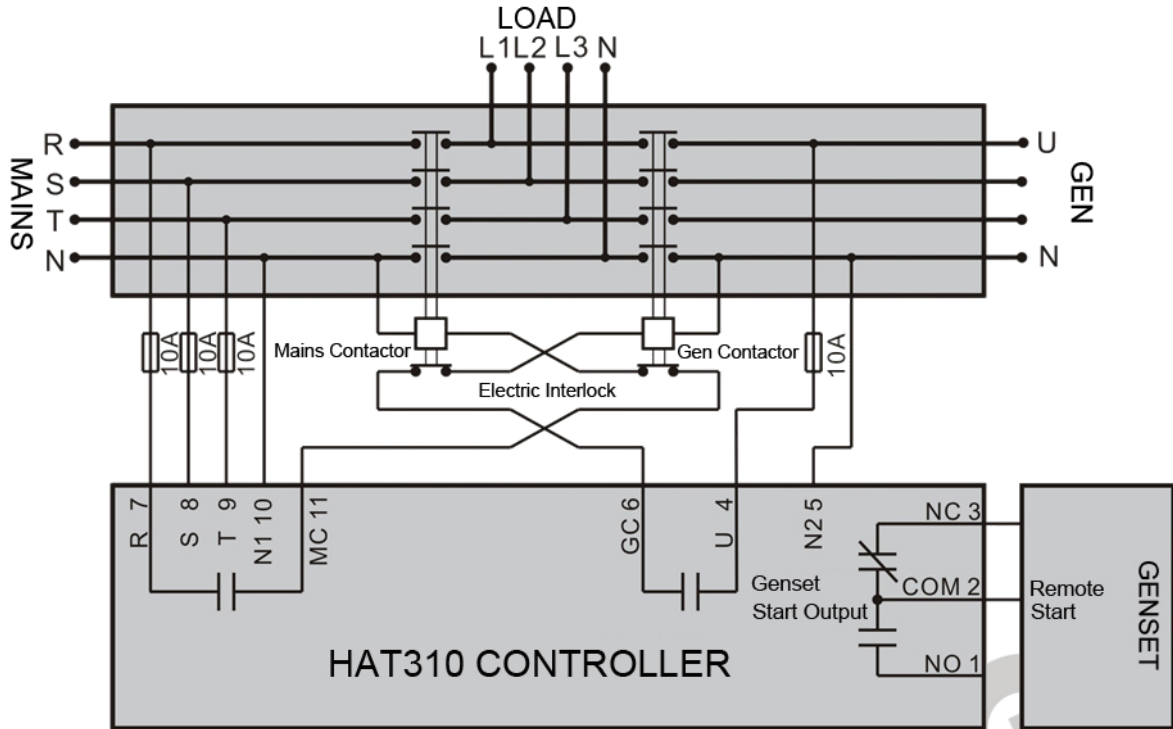 LOAD
L1 L2 L3 N
MAINS
R
S
T
N
GEN
U
N
10A
10A
10A
Mains Contactor
Gen Contactor
10A
Electric Interlock
R 7
S 8
T 9
N1 10
MC 11
GC 6
U 4
N2 5
NC 3
COM 2
NO 1
Genset
Start Output
Remote
Start
GENSET
HAT310 CONTROLLER